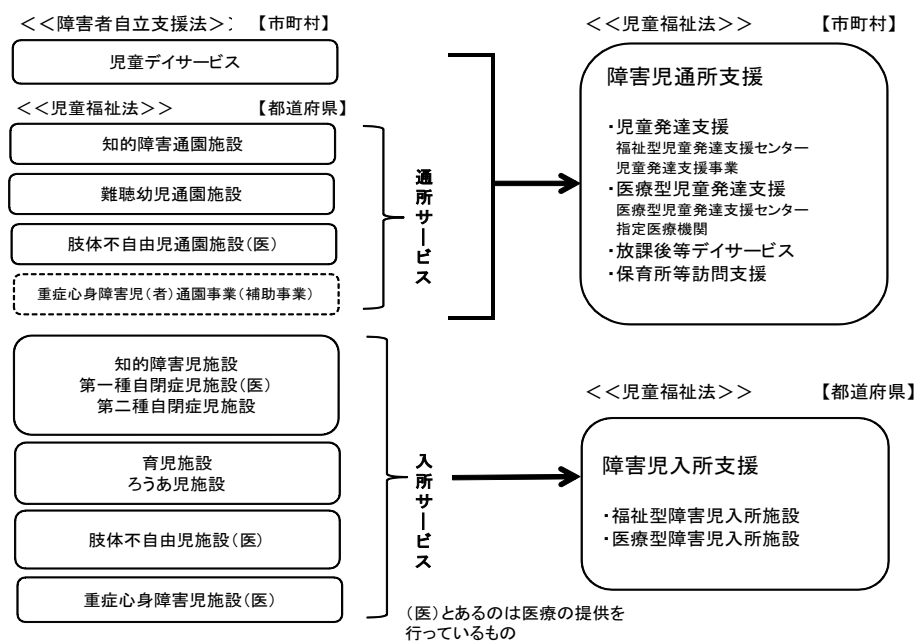 <<障害者自立支援法>>
【市町村】
児童デイサービス
<<児童福祉法>>
【都道府県】
知的障害通園施設
難聴幼児通園施設
肢体不自由児通園施設(医)
重症心身障害児(者)通園事業(補助事業)
通所サービス
知的障害児施設
第一種自閉症児施設(医)
第二種自閉症児施設
育児施設
ろうあ児施設
肢体不自由児施設(医)
重症心身障害児施設(医)
入所サービス
(医)とあるのは医療の提供を
行っているもの
<<児童福祉法>>
【市町村】
障害児通所支援
・児童発達支援
福祉型児童発達支援センター
児童発達支援事業
・医療型児童発達支援
医療型児童発達支援センター
指定医療機関
・放課後等デイサービス
・保育所等訪問支援
<<児童福祉法>>
【都道府県】
障害児入所支援
・福祉型障害児入所施設
・医療型障害児入所施設